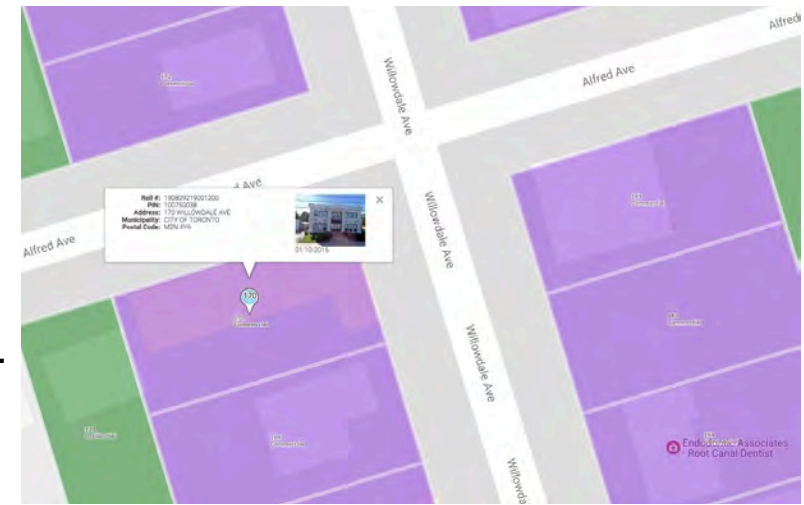 Alfred
Alfred Ave
Willowdale Ave
Ave
Roll #: 190809219001200
PIN: 100760038
Address: 170 WILLOWDALE AVE
Municipality: CITY OF TORONTO
Postal Code: M2N 4Y6
01-10-2016
Willowdale Ave
Alfred Ave
170
Willowdale Ave
Associates
Root Canal Dentist
Willowda